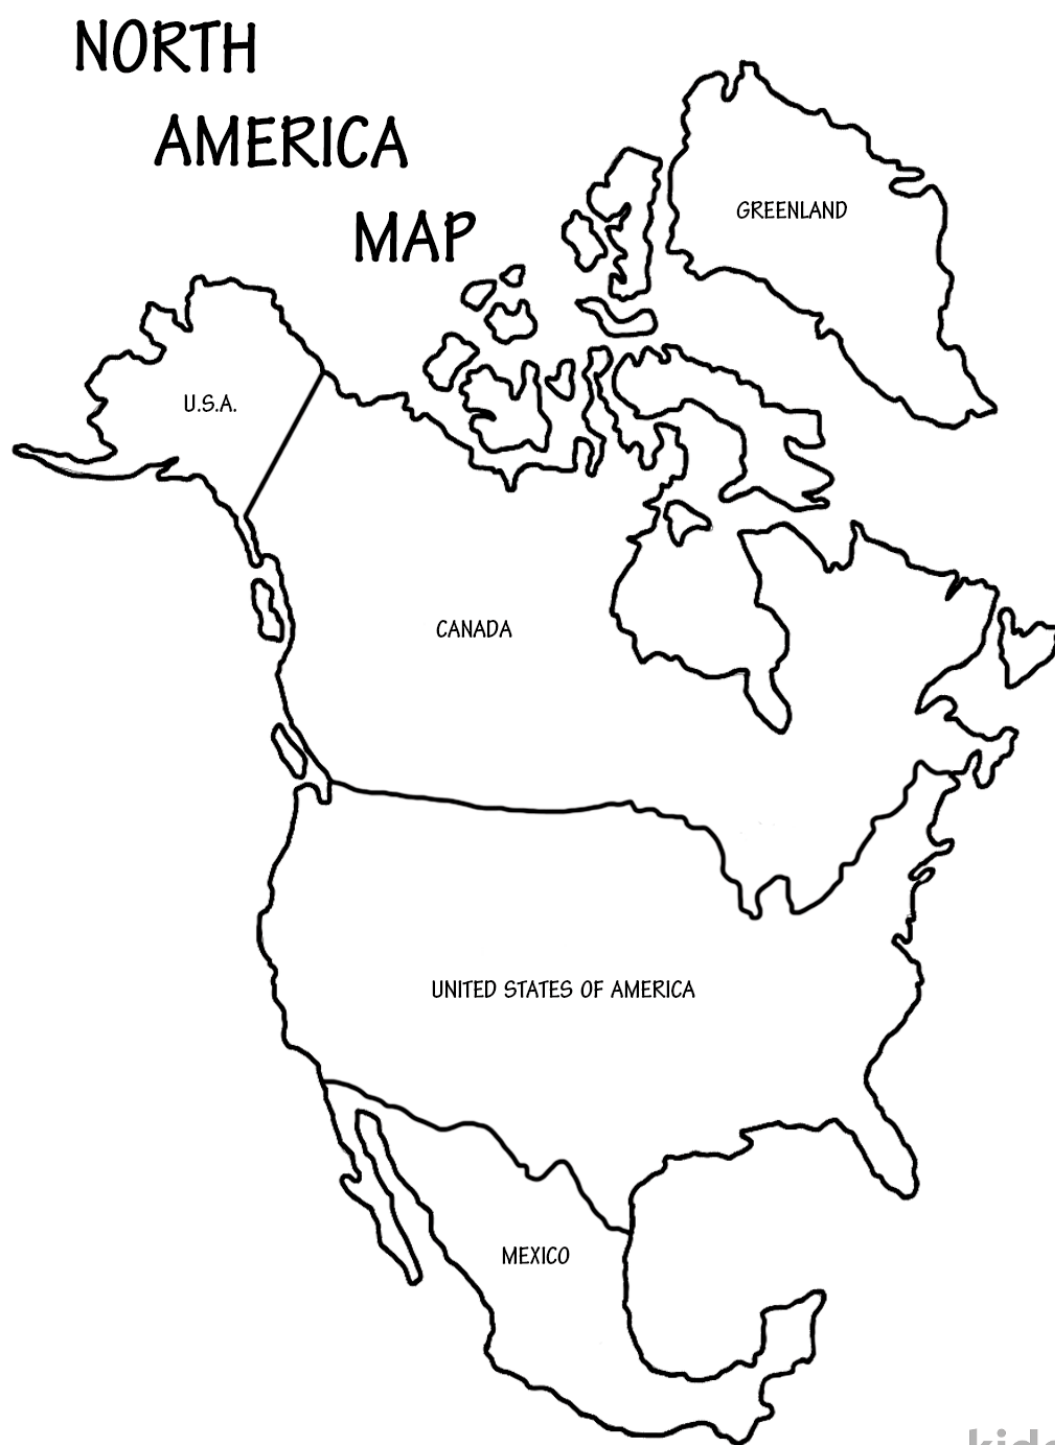 NORTH
AMERICA
MAP
GREENLAND
U.S.A.
CANADA
UNITED STATES OF AMERICA
MEXICO